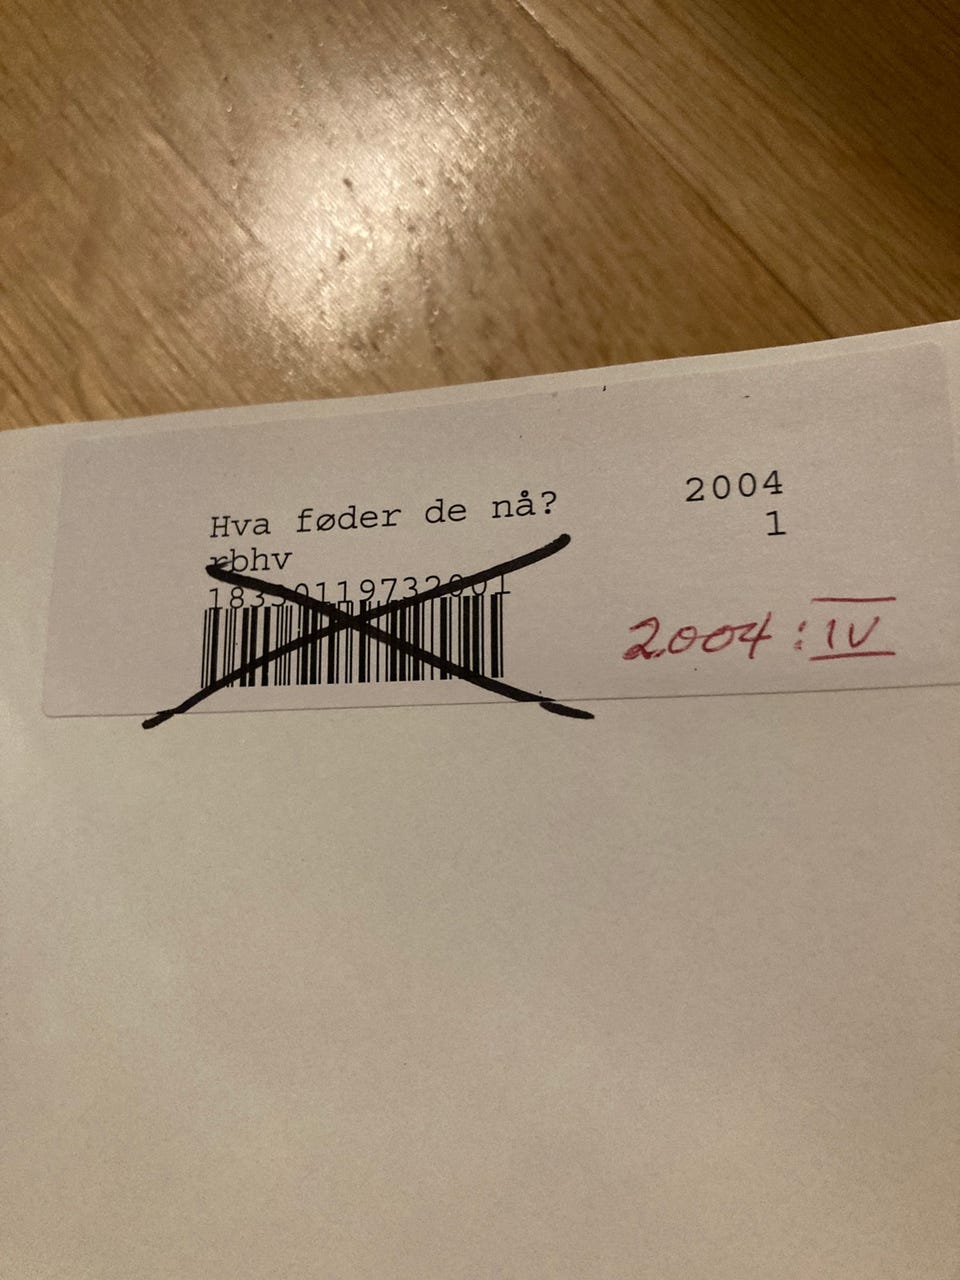 Hva føder de nå?
rbhv
2004
1
2004:IV